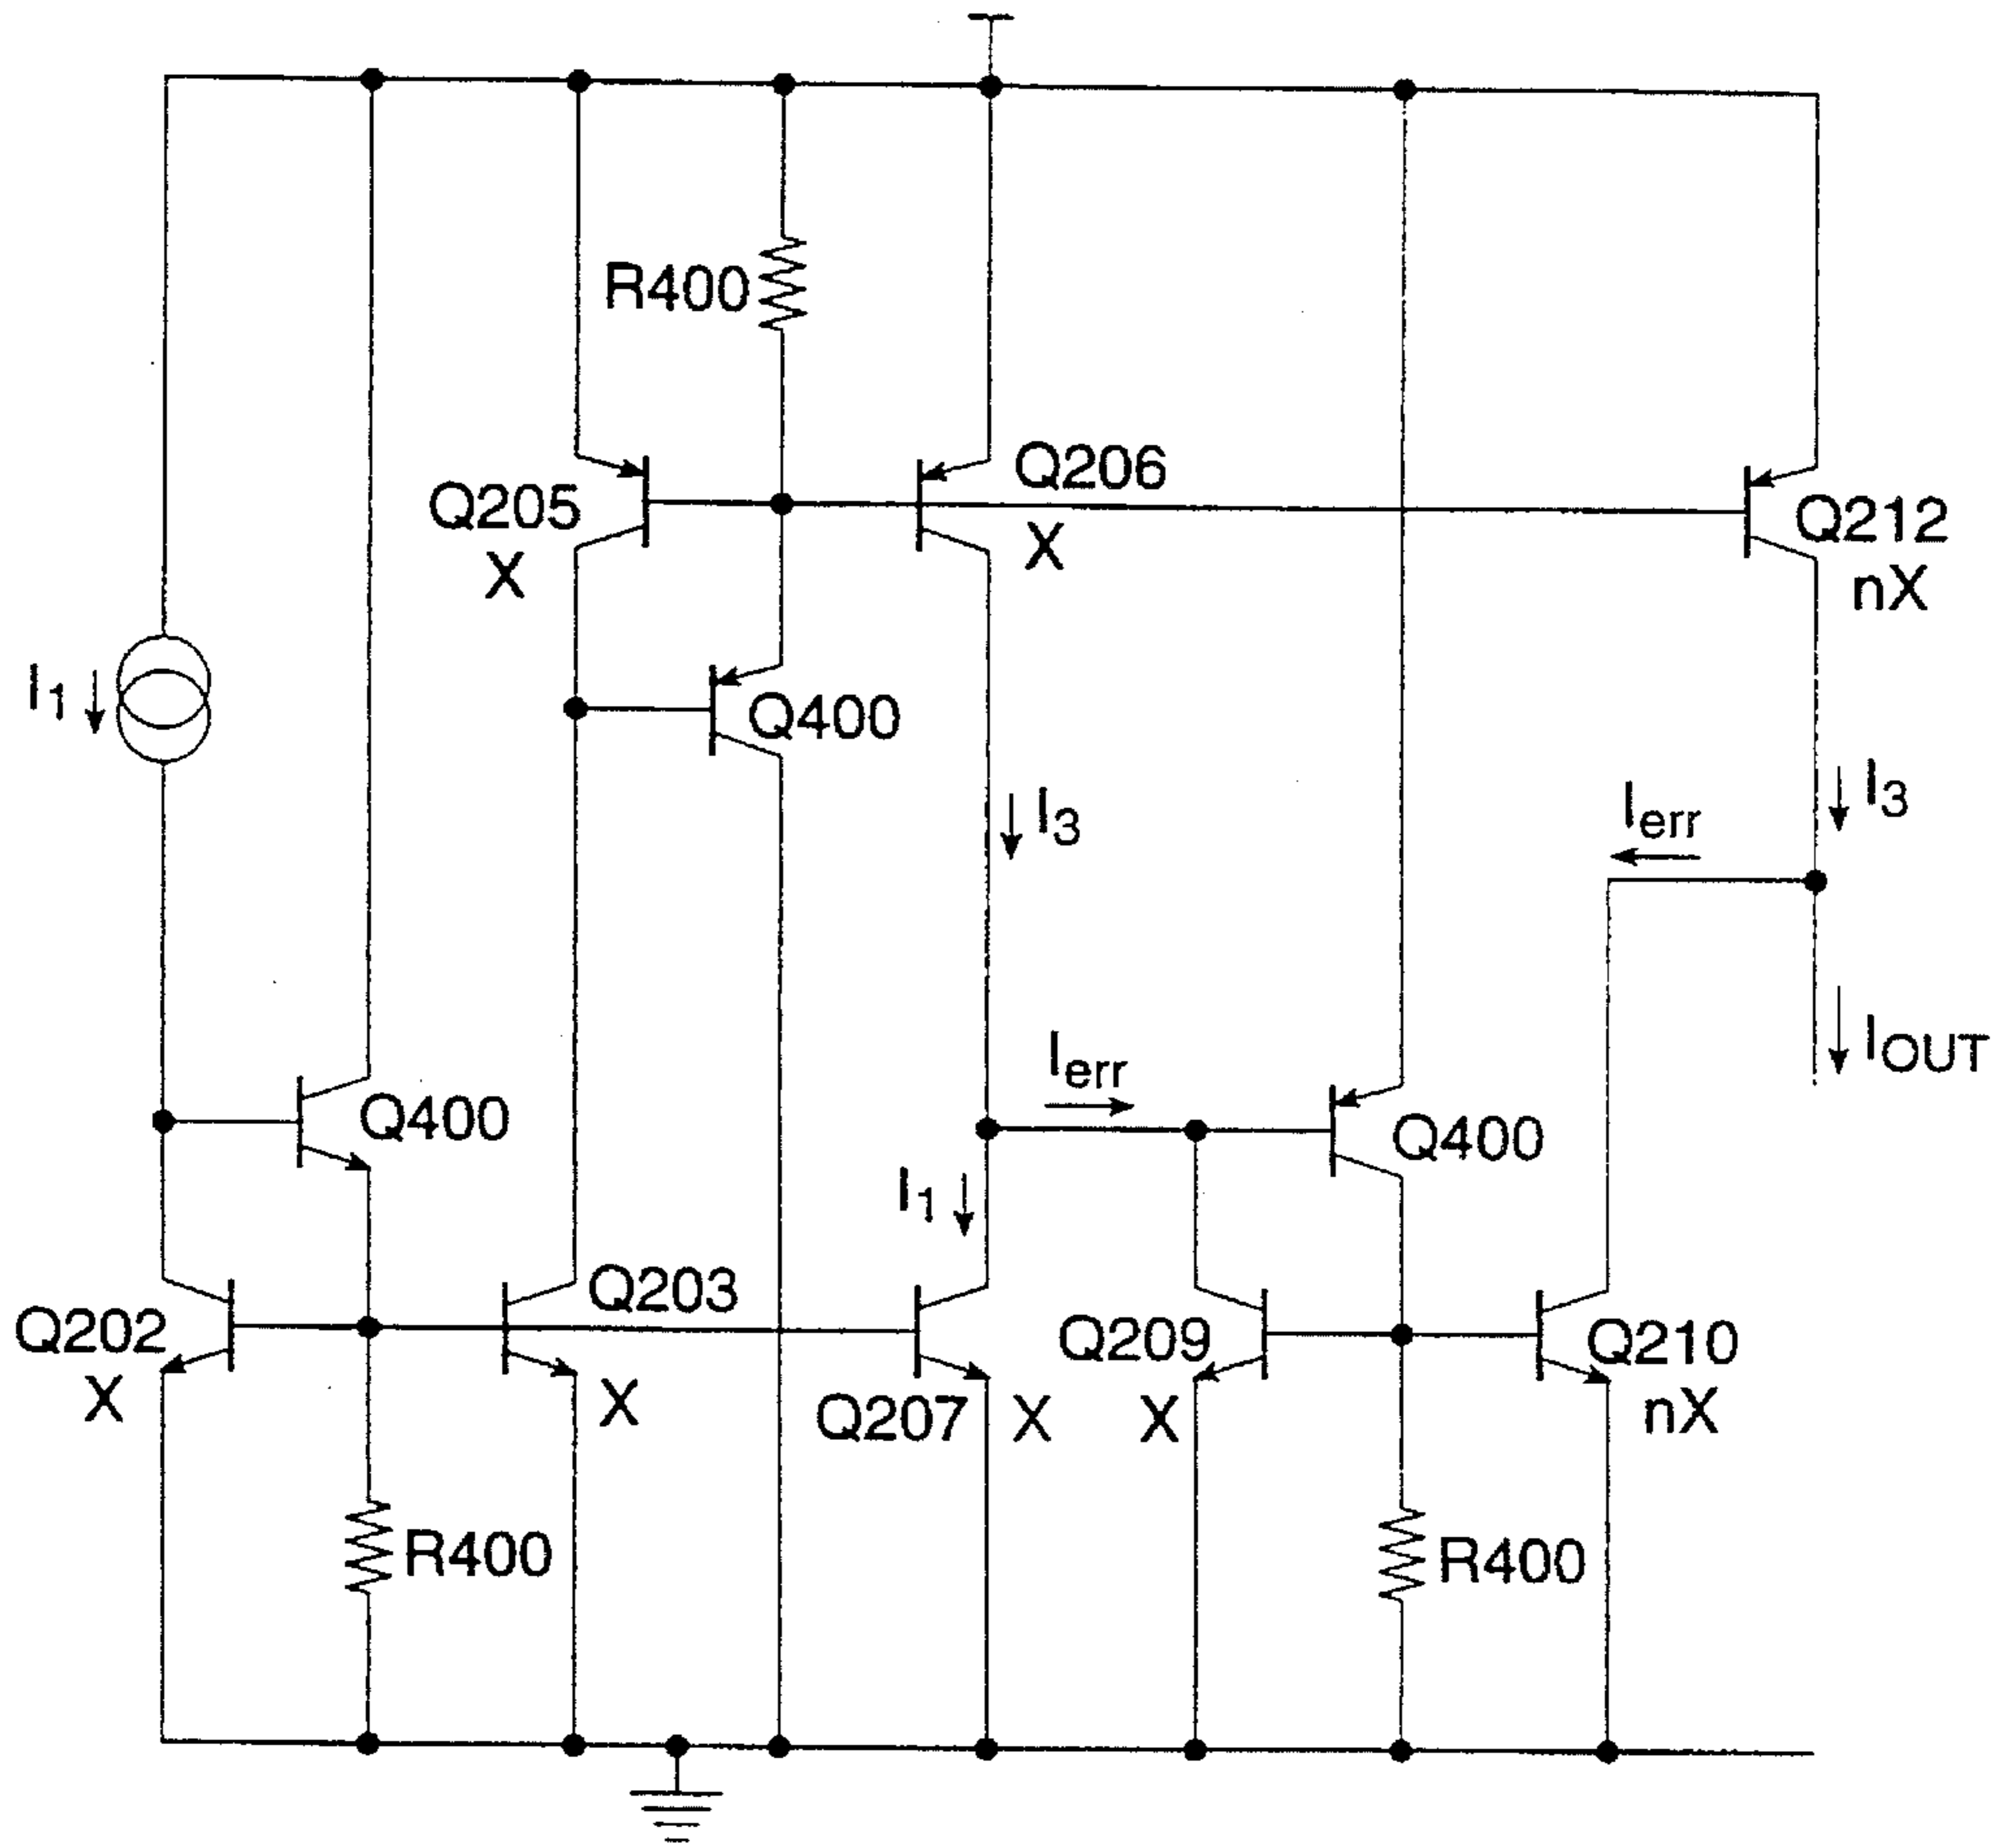 R400
Q205
X
Q206
X
Q212
nX
I1
Q400
I3
I3
Ierr
Ierr
IOUT
Q400
Q400
I1
Q202
X
Q203
X
Q207
X
Q209
X
Q210
nX
R400
R400